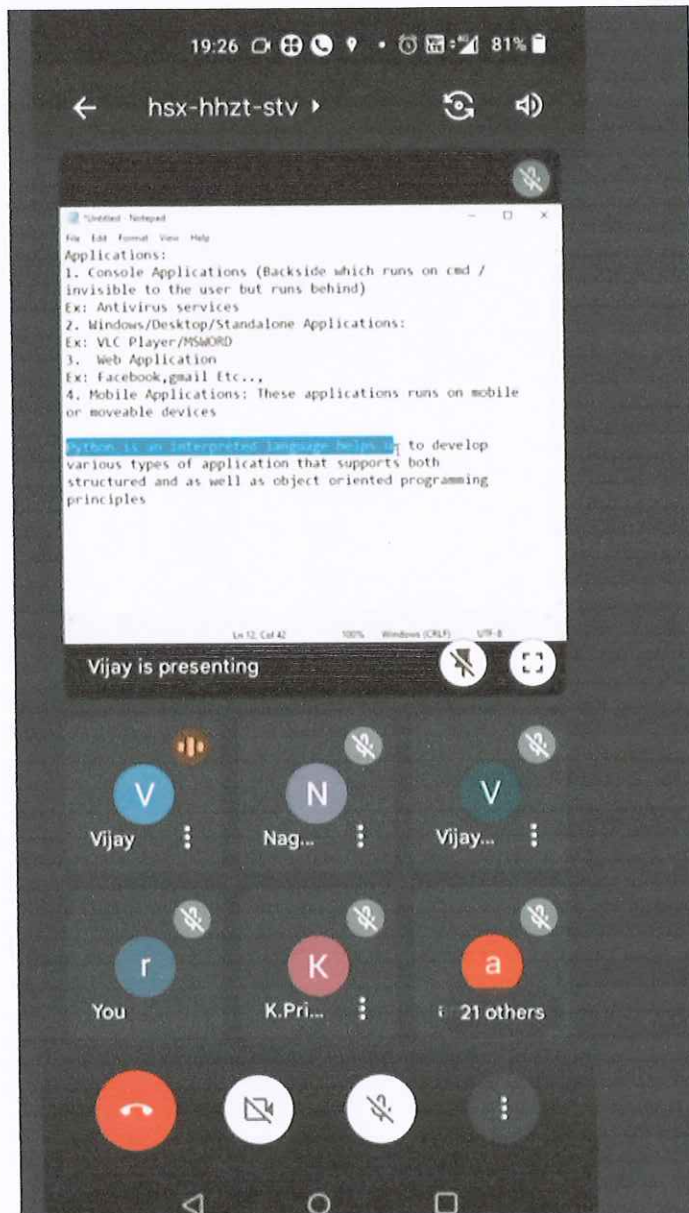 19:26 81%
hsx-hhzt-stv
*Untitled - Notepad
File Edit Format View Help
Applications:
1. Console Applications (Backside which runs on cmd /
invisible to the user but runs behind)
Ex: Antivirus services
2. Windows/Desktop/Standalone Applications:
Ex: VLC Player/MSWORD
3. Web Application
Ex: Facebook,gmail Etc..,
4. Mobile Applications: These applications runs on mobile
or moveable devices
Python is an interpreted language helps to develop
various types of application that supports both
structured and as well as object oriented programming
principles
Ln 12, Col 42 100% Windows (CRLF) UTF-8
Vijay is presenting
V N V
Vijay Nag... Vijay...
r K a
You K.Pri... 21 others